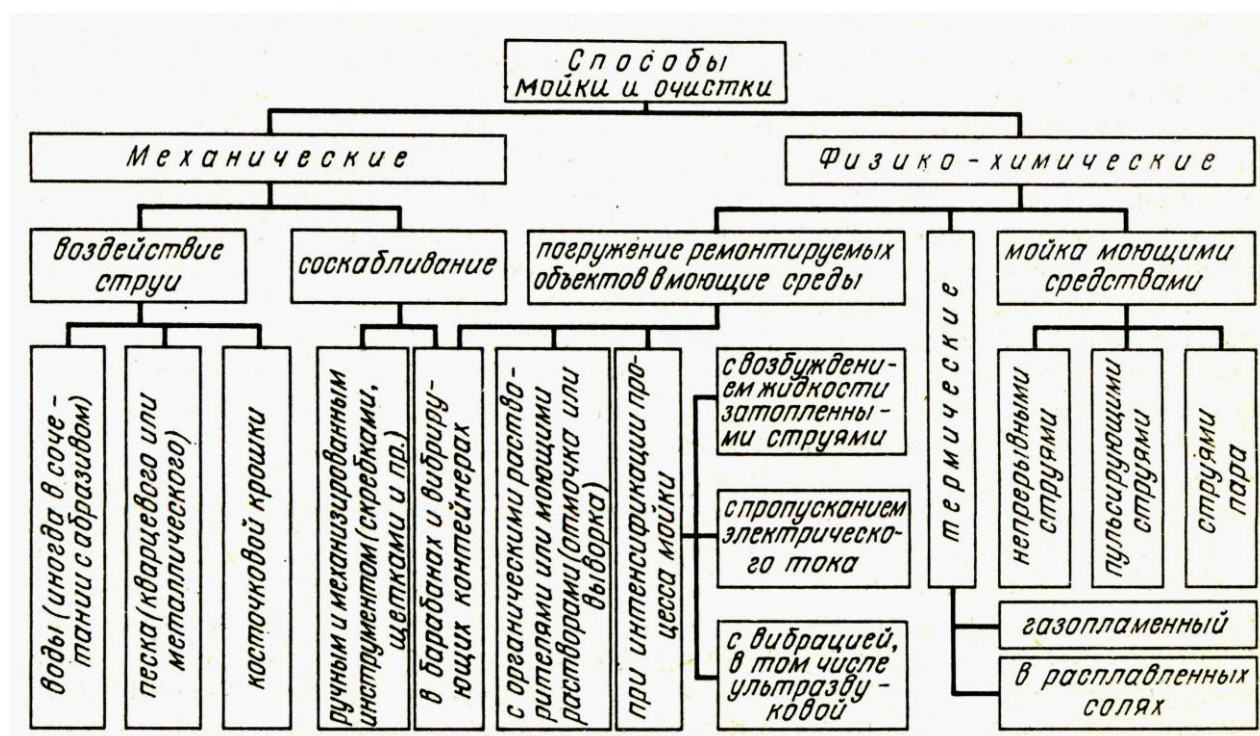 Способы
мойки и очистки
Механические
Физико-химические
воздействие
струи
соскабливание
погружение ремонтируемых
объектов в моющие среды
термические
мойка моющими
средствами
воды (иногда в соче-
тании с абразивом)
песка (кварцевого или
металлического)
косточковой крошки
ручным и механизированным
инструментом (скребками,
щетками и пр.)
в барабанах и вибрирую-
ющих контейнерах
с органическими раство-
рителями или моющими
растворами (отмочка или
выворка)
при интенсификации про-
цесса мойки
с возбуждени-
ем жидкости
затопленны-
ми струями
с пропусканием
электрическо-
го тока
с вибрацией,
в том числе
ультразву-
ковой
непрерывными
струями
пульсирующими
струями
струями
пара
газопламенный
в расплавленных
солях